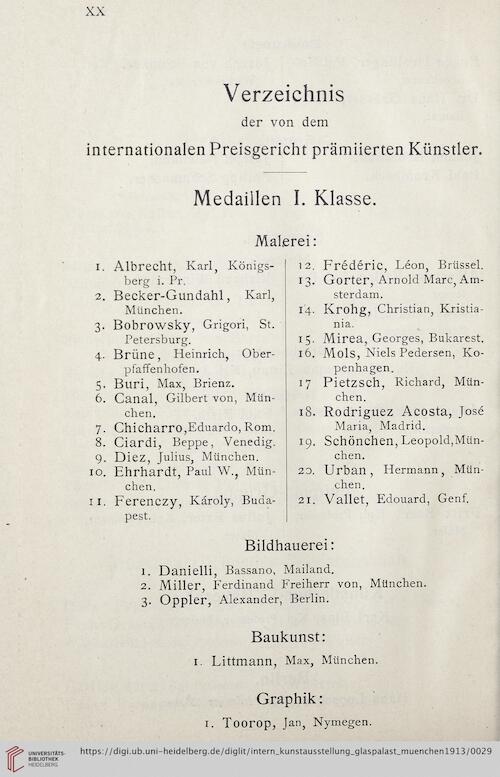 XX
Verzeichnis
der von dem
internationalen Preisgericht prämiierten Künstler.
Medaillen I. Klasse.
Malerei:
1. Albrecht, Karl, Königs-
berg i. Pr.
2. Becker-Gundahl, Karl,
München.
3. Bobrowsky, Grigori, St.
Petersburg.
4. Brüne, Heinrich, Ober-
pfaffenhofen.
5. Buri, Max, Brienz.
6. Canal, Gilbert von, Mün-
chen.
7. Chicharro, Eduardo, Rom.
8. Ciardi, Beppe, Venedig.
9. Diez, Julius, München.
10. Ehrhardt, Paul W., Mün-
chen.
11. Ferenczy, Károly, Buda-
pest.
12. Frédéric, Léon, Brüssel.
13. Gorter, Arnold Marc, Am-
sterdam.
14. Krohg, Christian, Kristia-
nia.
15. Mirea, Georges, Bukarest.
16. Mols, Niels Pedersen, Ko-
penhagen.
17 Pietzsch, Richard, Mün-
chen.
18. Rodriguez Acosta, José
Maria, Madrid.
19. Schönchen, Leopold, Mün-
chen.
20. Urban, Hermann, Mün-
chen.
21. Vallet, Edouard, Genf.
Bildhauerei:
1. Danielli, Bassano, Mailand.
2. Miller, Ferdinand Freiherr von, München.
3. Oppler, Alexander, Berlin.
Baukunst:
1. Littmann, Max, München.
Graphik:
1. Toorop, Jan, Nymegen.
UNIVERSITÄTS-
BIBLIOTHEK
HEIDELBERG
https://digi.ub.uni-heidelberg.de/diglit/intern_kunstausstellung_glaspalast_muenchen1913/0029